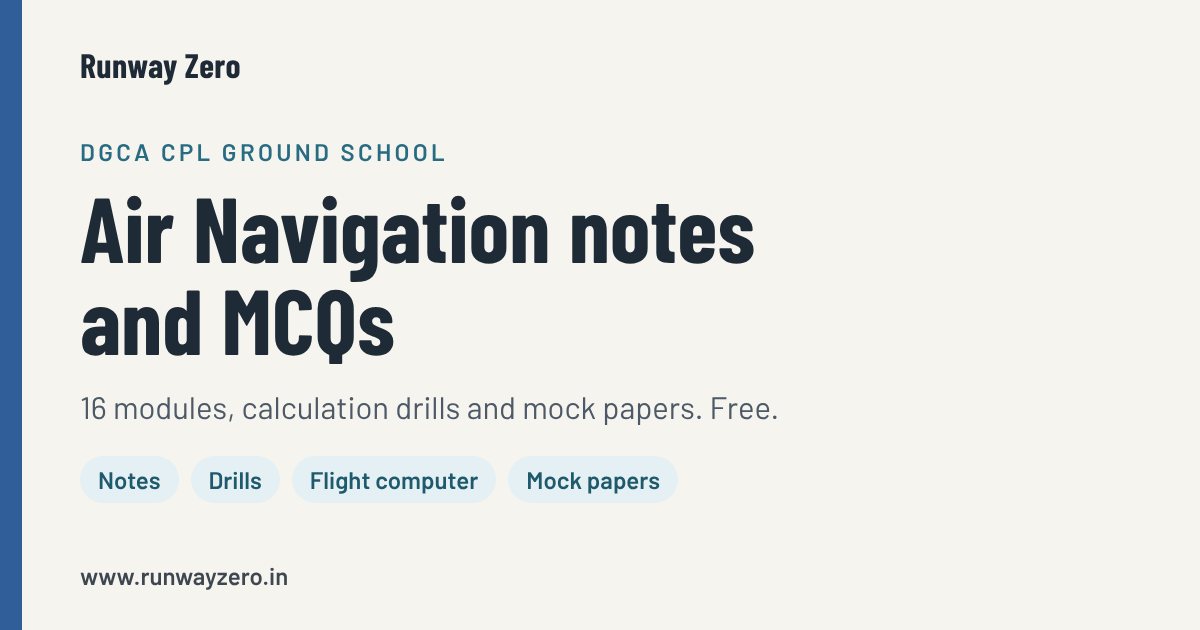 Runway Zero
DGCA CPL GROUND SCHOOL
Air Navigation notes
and MCQs
16 modules, calculation drills and mock papers. Free.
Notes
Drills
Flight computer
Mock papers
www.runwayzero.in